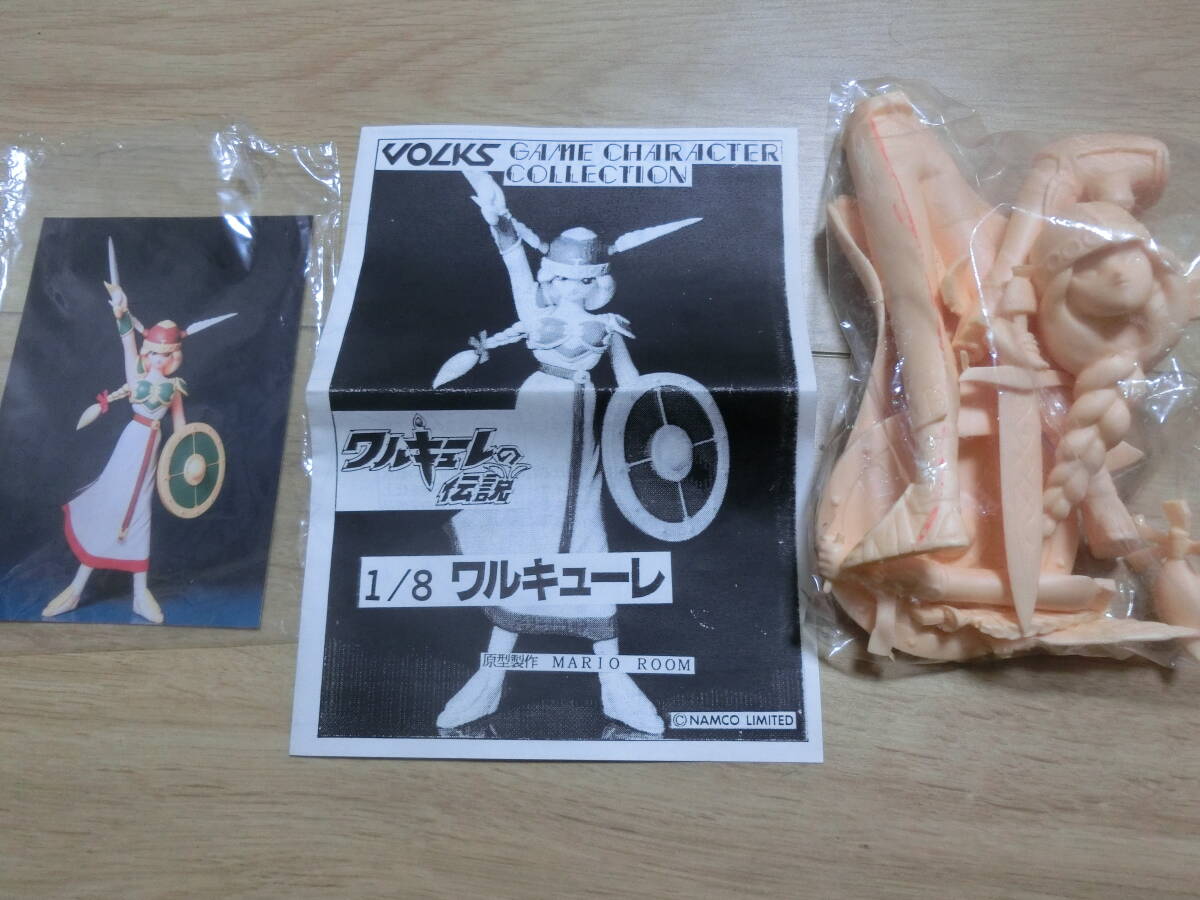 VOLKS GAME CHARACTER
COLLECTION
ワルキューレの
伝説
1/8 ワルキューレ
原型製作 MARIO ROOM
©NAMCO LIMITED